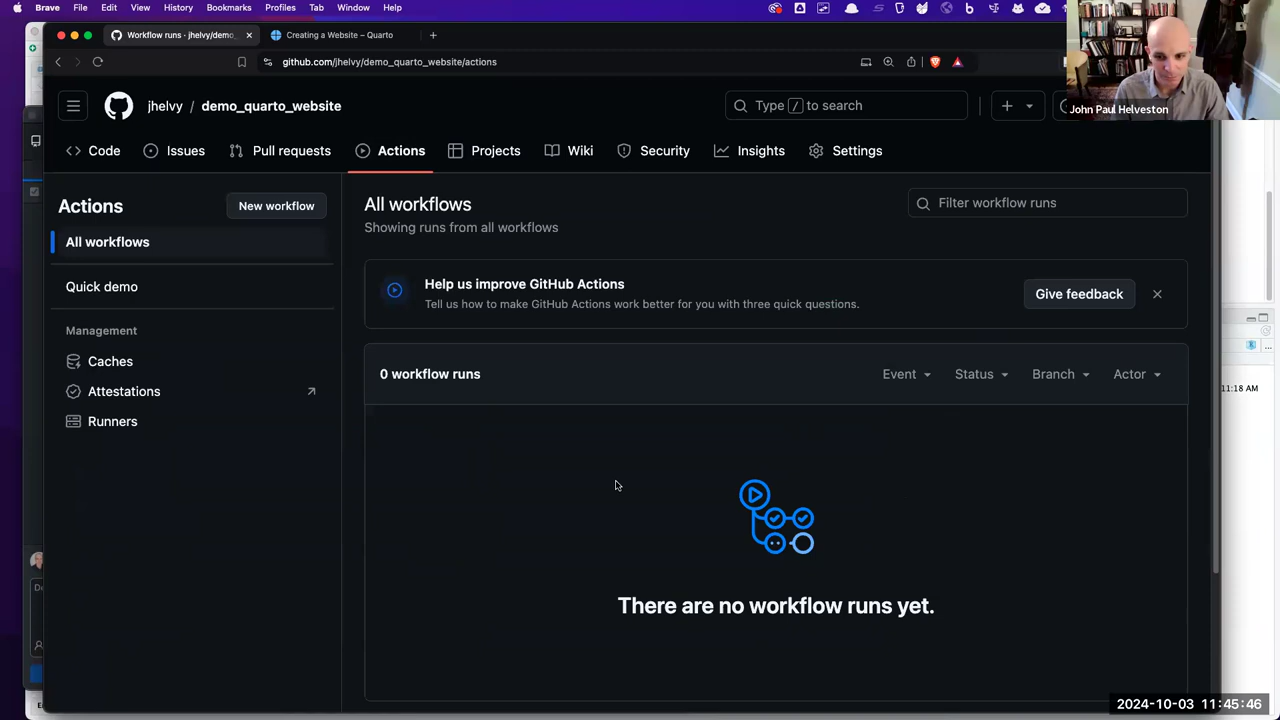 Brave File Edit View History Bookmarks Profiles Tab Window Help
Workflow runs · jhelvy/demo_
Creating a Website – Quarto
github.com/jhelvy/demo_quarto_website/actions
John Paul Helveston
jhelvy / demo_quarto_website
Type / to search
Code Issues Pull requests Actions Projects Wiki Security Insights Settings
Actions
New workflow
All workflows
Quick demo
Management
Caches
Attestations
Runners
All workflows
Showing runs from all workflows
Filter workflow runs
Help us improve GitHub Actions
Tell us how to make GitHub Actions work better for you with three quick questions.
Give feedback
0 workflow runs
Event Status Branch Actor
There are no workflow runs yet.
11:18 AM
2024-10-03 11:45:46